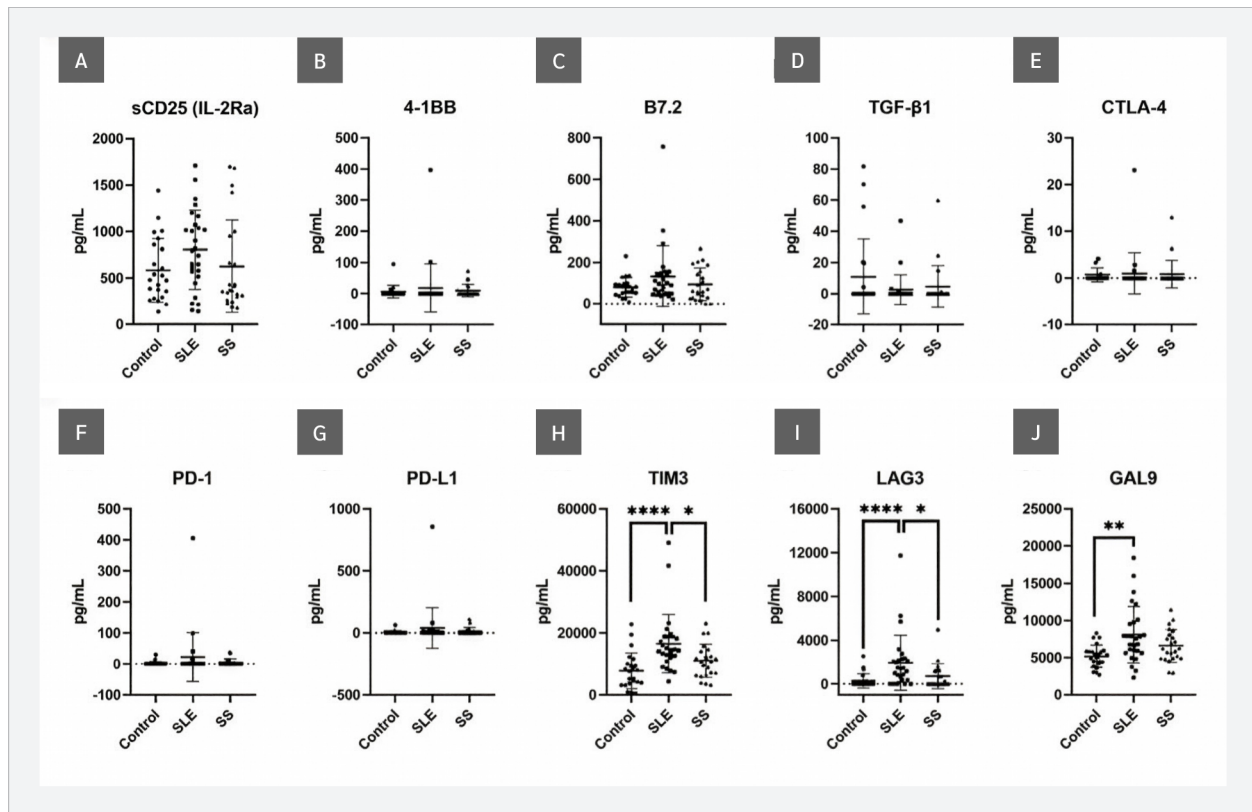 A
B
C
D
E
sCD25 (IL-2Ra)
4-1BB
B7.2
TGF-β1
CTLA-4
pg/mL
2000
1500
1000
500
0
Control
SLE
SS
pg/mL
500
400
300
200
100
0
-100
Control
SLE
SS
pg/mL
800
600
400
200
0
Control
SLE
SS
pg/mL
100
80
60
40
20
0
-20
Control
SLE
SS
pg/mL
30
20
10
0
-10
Control
SLE
SS
F
G
H
I
J
PD-1
PD-L1
TIM3
LAG3
GAL9
pg/mL
500
400
300
200
100
0
-100
Control
SLE
SS
pg/mL
1000
500
0
-500
Control
SLE
SS
pg/mL
60000
40000
20000
0
**** *
Control
SLE
SS
pg/mL
16000
12000
8000
4000
0
**** *
Control
SLE
SS
pg/mL
25000
20000
15000
10000
5000
0
**
Control
SLE
SS